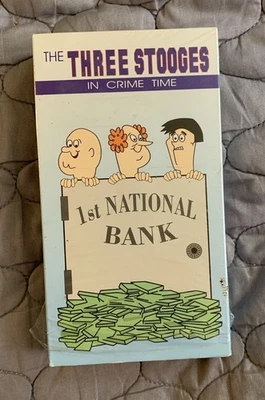 THE THREE STOOGES
IN CRIME TIME
1st NATIONAL
BANK